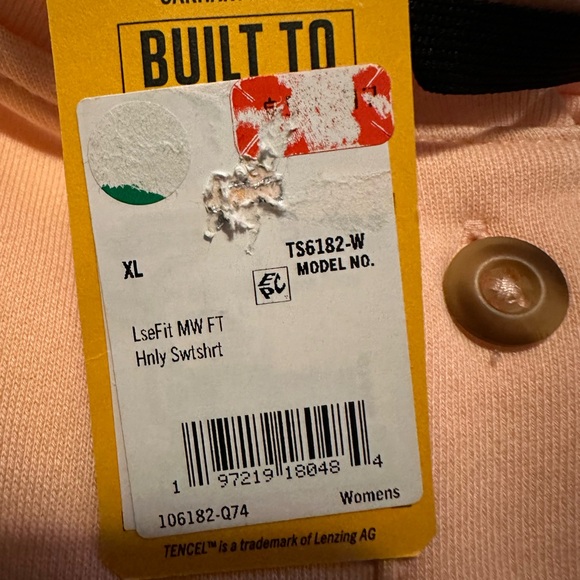 BUILT TO
XL
TS6182-W
MODEL NO.
EPC
LseFit MW FT
Hnly Swtshrt
1 97219 18048 4
106182-Q74
Womens
TENCEL™ is a trademark of Lenzing AG